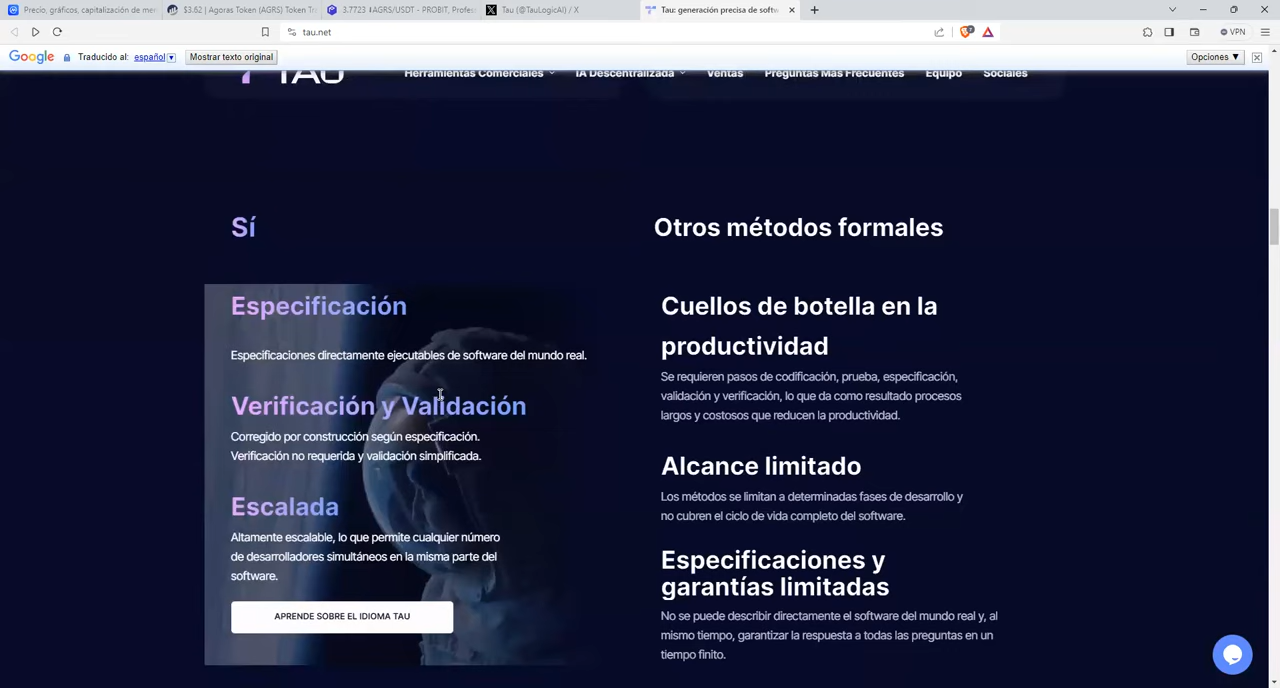 Precio, gráficos, capitalización de mer
$3.62 | Agoras Token (AGRS) Token Tr
3.7723 |AGRS/USDT - PROBIT, Profes
Tau (@TauLogicAI) / X
Tau: generación precisa de softw
tau.net
VPN
Google
Traducido al: español
Mostrar texto original
Opciones ▼
TAU
Herramientas Comerciales
IA Descentralizada
Ventas
Preguntas Más Frecuentes
Equipo
Sociales
Sí
Especificación
Especificaciones directamente ejecutables de software del mundo real.
Verificación y Validación
Corregido por construcción según especificación.
Verificación no requerida y validación simplificada.
Escalada
Altamente escalable, lo que permite cualquier número
de desarrolladores simultáneos en la misma parte del
software.
APRENDE SOBRE EL IDIOMA TAU
Otros métodos formales
Cuellos de botella en la
productividad
Se requieren pasos de codificación, prueba, especificación,
validación y verificación, lo que da como resultado procesos
largos y costosos que reducen la productividad.
Alcance limitado
Los métodos se limitan a determinadas fases de desarrollo y
no cubren el ciclo de vida completo del software.
Especificaciones y
garantías limitadas
No se puede describir directamente el software del mundo real y, al
mismo tiempo, garantizar la respuesta a todas las preguntas en un
tiempo finito.